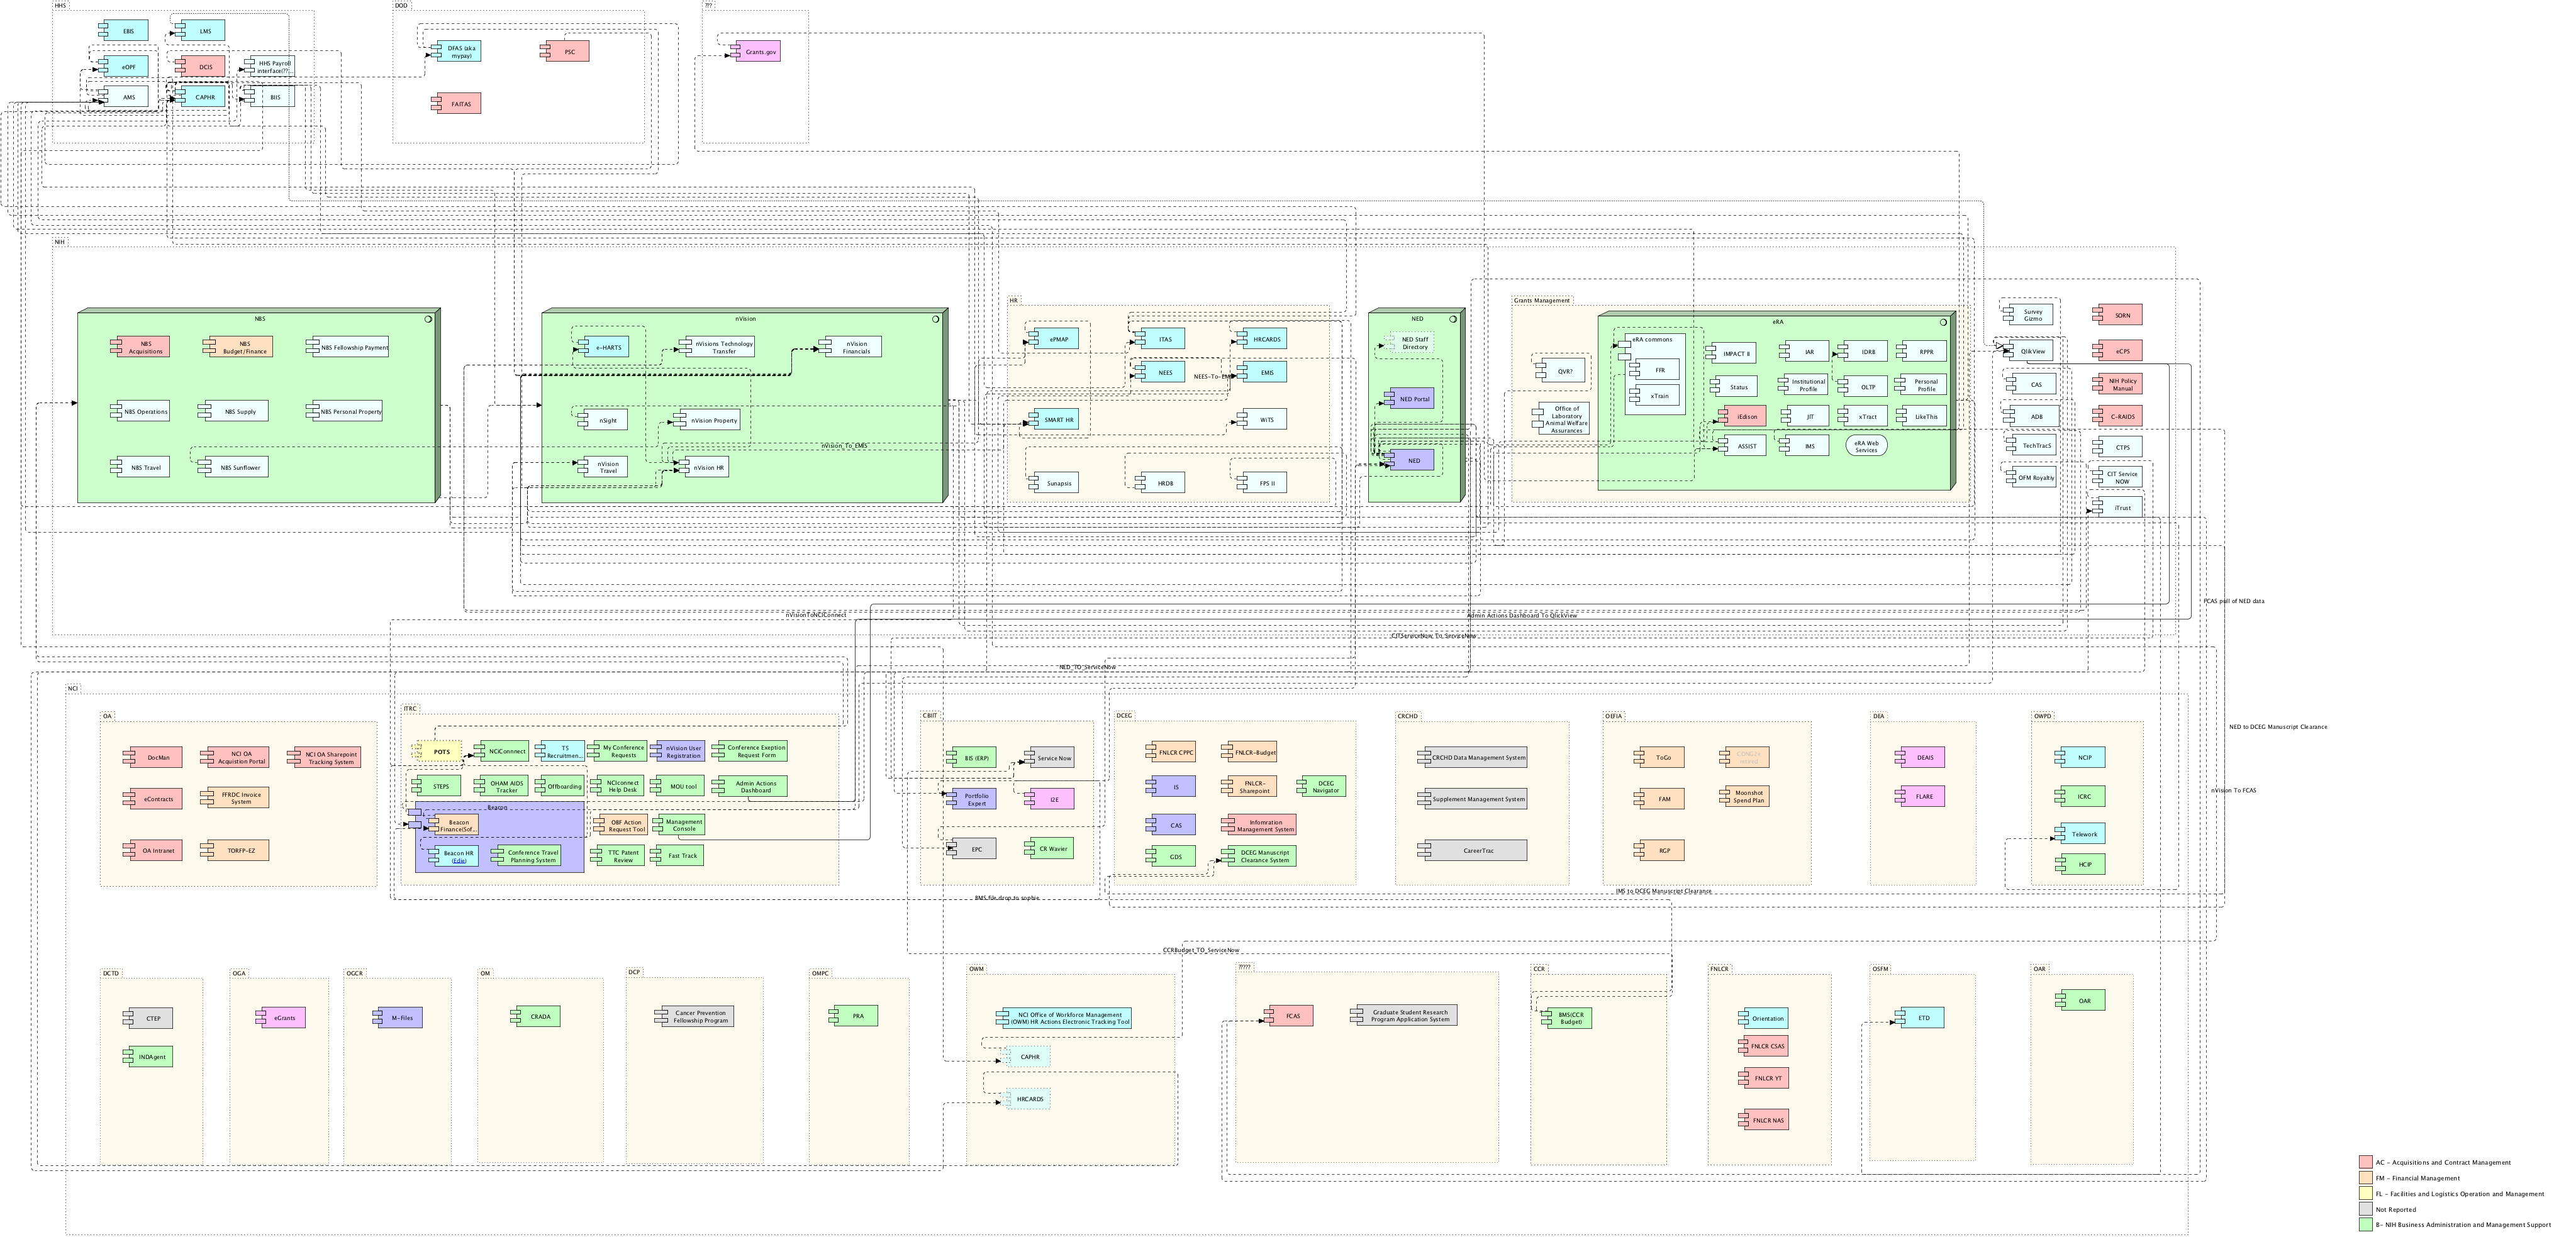 HHS
DOD
???
EBIS
LMS
eOPF
DCIS
HHS Payroll
interface(??...
AMS
CAPHR
BIIS
DFAS (aka
mypay)
PSC
FAITAS
Grants.gov
NIH
NBS
NBS
Acquisitions
NBS
Budget/Finance
NBS Fellowship Payment
NBS Operations
NBS Supply
NBS Personal Property
NBS Travel
NBS Sunflower
nVision
e-HARTS
nVisions Technology
Transfer
nVision
Financials
nSight
nVision Property
nVision_To_EMIS
nVision
Travel
nVision HR
HR
ePMAP
ITAS
HRCARDS
NEES
NEES-To-EMIS
EMIS
SMART HR
WiTS
Sunapsis
HRDB
FPS II
NED
NED Staff
Directory
NED Portal
NED
Grants Management
QVR?
Office of
Laboratory
Animal Welfare
Assurances
eRA
eRA commons
FFR
xTrain
IMPACT II
IAR
IDRB
RPPR
Status
Institutional
Profile
OLTP
Personal
Profile
iEdison
JIT
xTract
LikeThis
ASSIST
IMS
eRA Web
Services
Survey
Gizmo
SORN
QlikView
eCPS
CAS
NIH Policy
Manual
ADB
C-RAIDS
TechTracS
CTPS
OFM Royaltiy
CIT Service
NOW
iTrust
FCAS pull of NED data
nVisionToNCIConnect
Admin Actions Dashboard To QlickView
CITServiceNow_To_ServiceNow
NED_TO_ServiceNow
NED to DCEG Manuscript Clearance
nVision To FCAS
NCI
OA
DocMan
NCI OA
Acquistion Portal
NCI OA Sharepoint
Tracking System
eContracts
FFRDC Invoice
System
OA Intranet
TORFP-EZ
ITRC
POTS
NCIConnnect
TS
Recruitmen...
My Conference
Requests
nVision User
Registration
Conference Exeption
Request Form
STEPS
OHAM AIDS
Tracker
Offboarding
NCIconnect
Help Desk
MOU tool
Admin Actions
Dashboard
Beacon
Beacon
Finance(Sof...
OBF Action
Request Tool
Management
Console
Beacon HR
(Edie)
Conference Travel
Planning System
TTC Patent
Review
Fast Track
CBIIT
BIS (ERP)
Service Now
Portfolio
Expert
I2E
EPC
CR Wavier
DCEG
FNLCR CPPC
FNLCR-Budget
IS
FNLCR-
Sharepoint
DCEG
Navigator
CAS
Infomration
Management System
GDS
DCEG Manuscript
Clearance System
CRCHD
CRCHD Data Management System
Supplement Management System
CareerTrac
OEFIA
ToGo
FAM
Moonshot
Spend Plan
RGP
DEA
DEAIS
FLARE
OWPD
NCIP
ICRC
Telework
HCIP
IMS to DCEG Manuscript Clearance
BMS file drop to sophie
CCRBudget_TO_ServiceNow
DCTD
CTEP
INDAgent
OGA
eGrants
OGCR
M-Files
OM
CRADA
DCP
Cancer Prevention
Fellowship Program
OMPC
PRA
OWM
NCI Office of Workforce Management
(OWM) HR Actions Electronic Tracking Tool
CAPHR
HRCARDS
?????
FCAS
Graduate Student Research
Program Application System
CCR
BMS(CCR
Budget)
FNLCR
Orientation
FNLCR CSAS
FNLCR YT
FNLCR NAS
OSFM
ETD
OAR
OAR
AC - Acquisitions and Contract Management
FM - Financial Management
FL - Facilities and Logistics Operation and Management
Not Reported
B- NIH Business Administration and Management Support